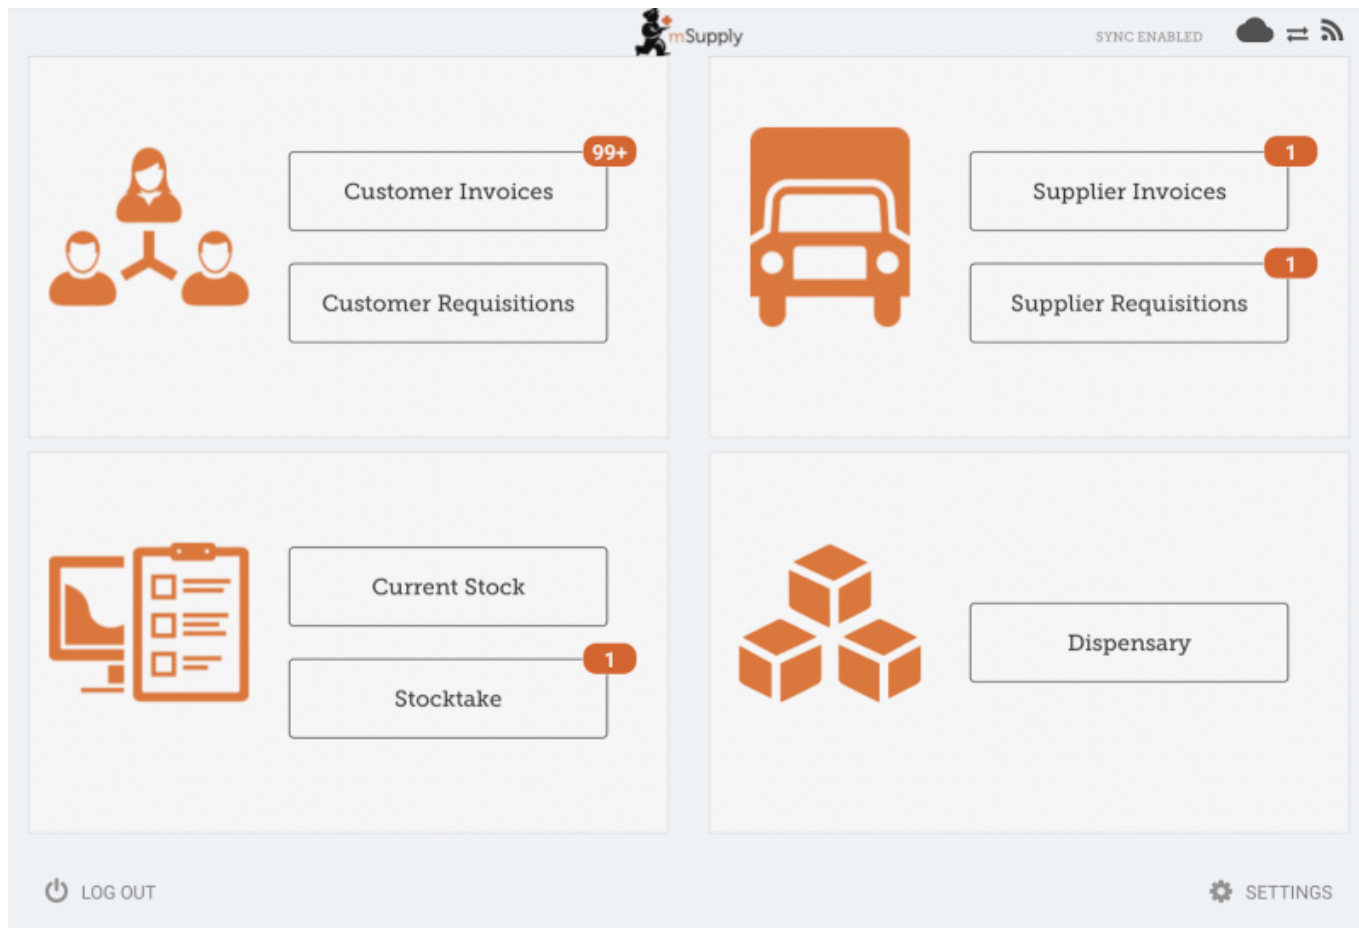 mSupply
SYNC ENABLED
99+
Customer Invoices
Customer Requisitions
1
Supplier Invoices
1
Supplier Requisitions
Current Stock
1
Stocktake
Dispensary
LOG OUT
SETTINGS